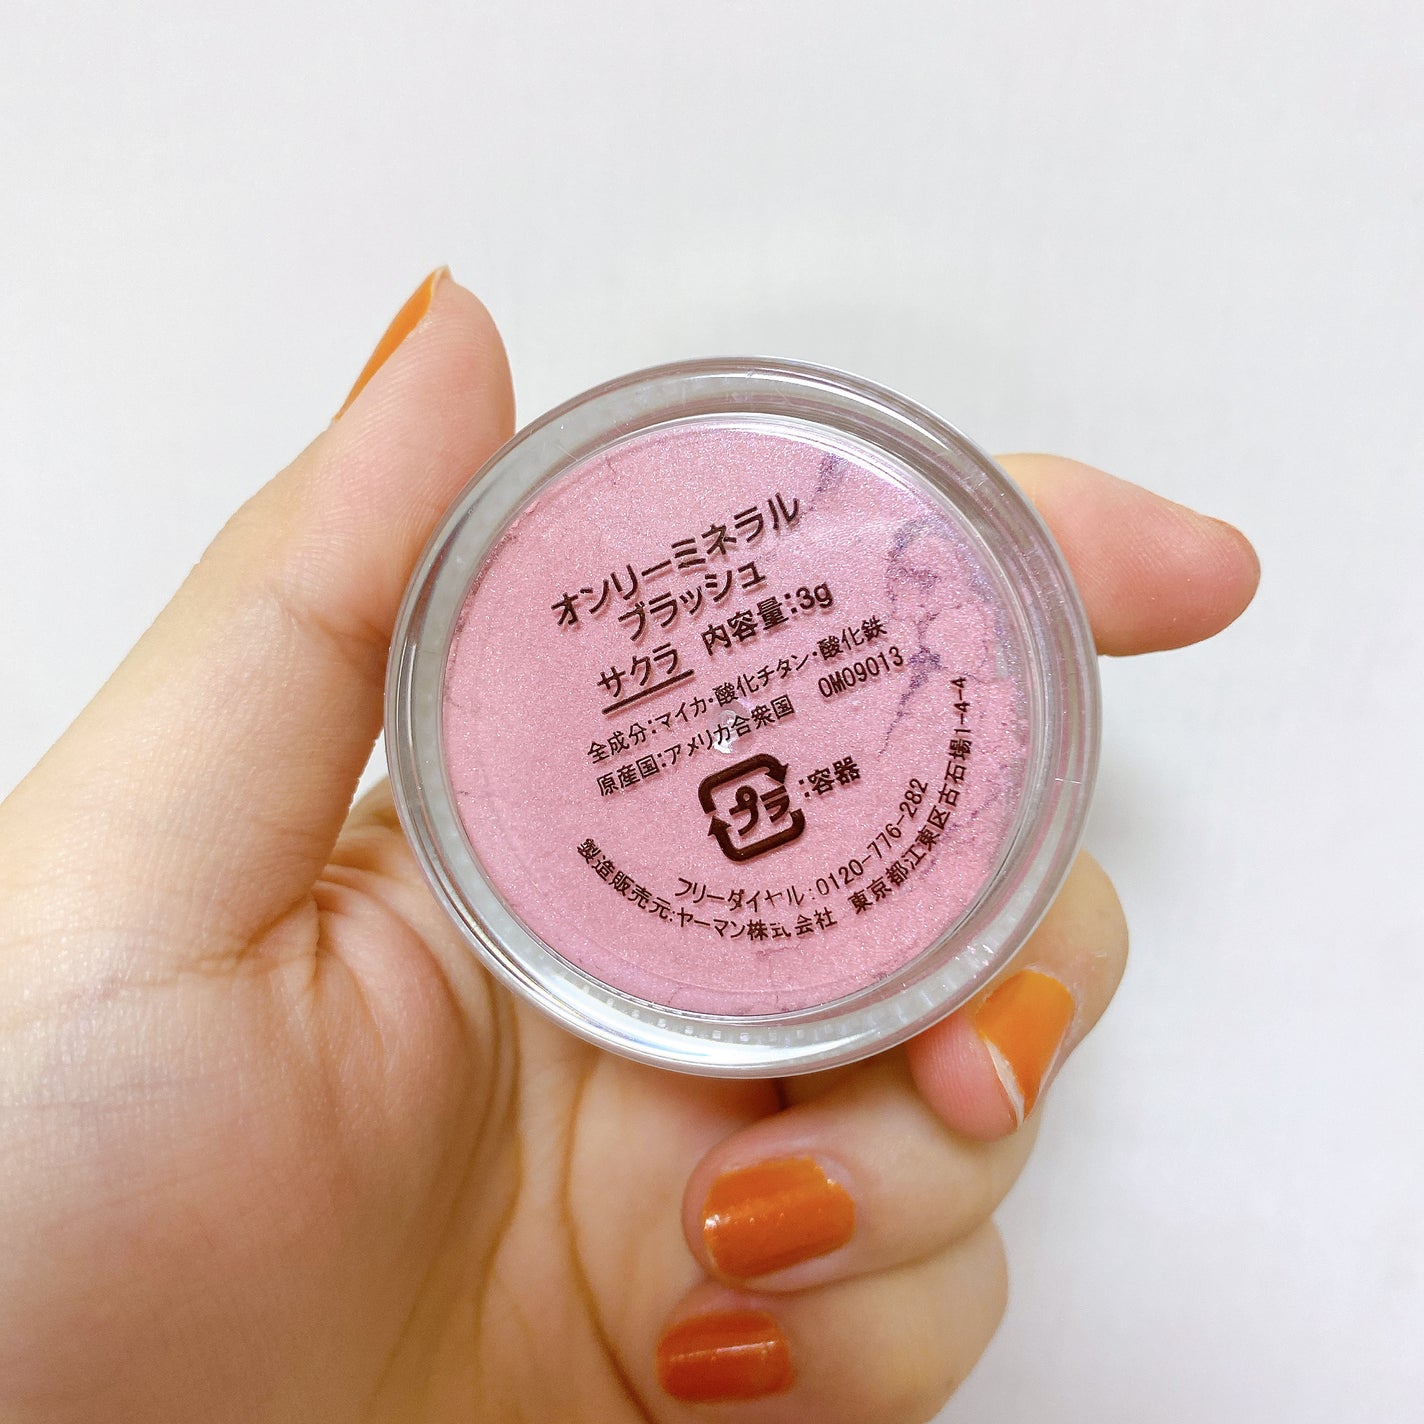 オンリーミネラル
ブラッシュ
サクラ 内容量:3g
全成分:マイカ・酸化チタン・酸化鉄
原産国:アメリカ合衆国 OM09013
プラ :容器
フリーダイヤル:0120-776-282
製造販売元:ヤーマン株式会社 東京都江東区古石場1-4-4